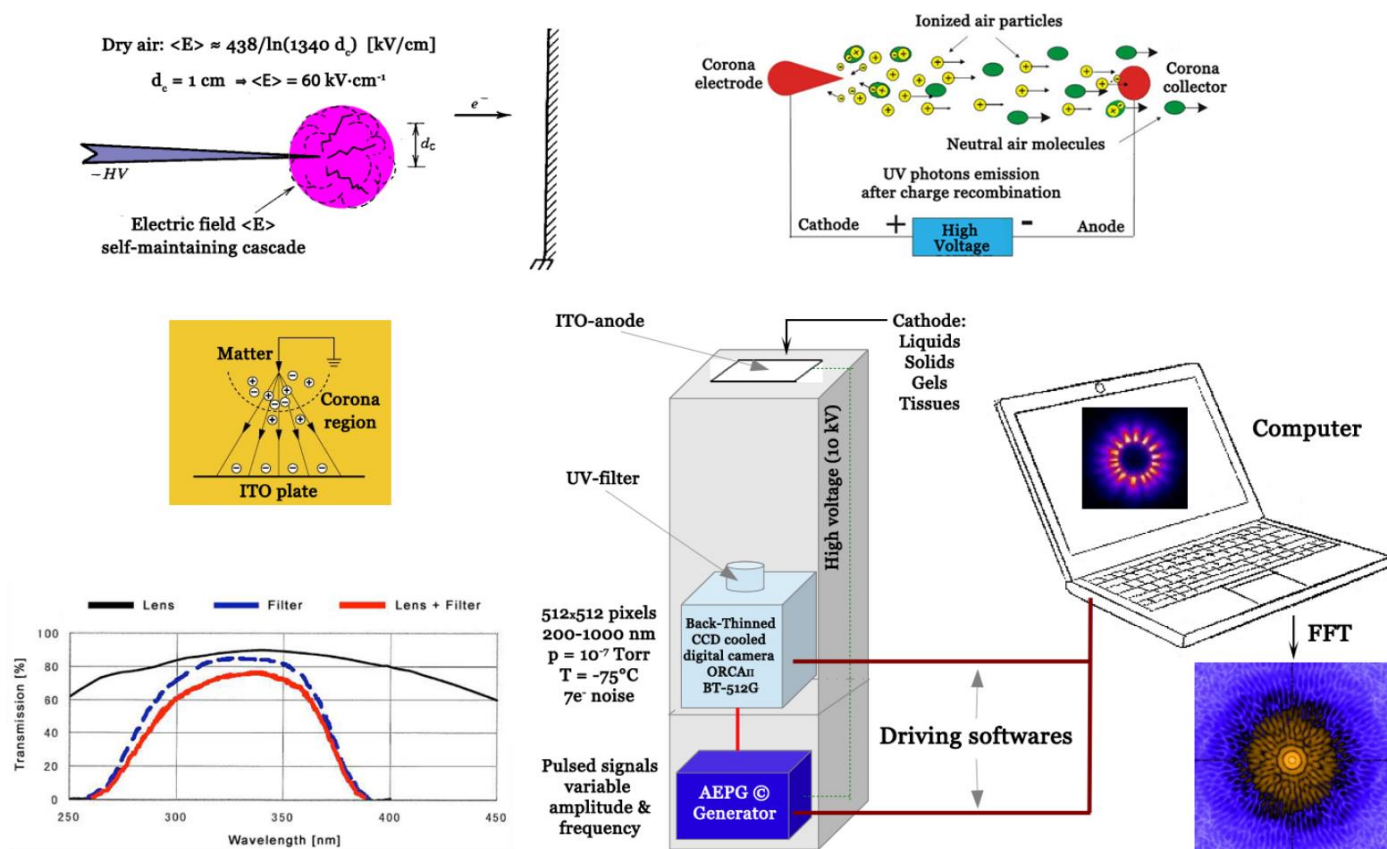 Dry air: <E> ≈ 438/ln(1340 d꜀) [kV/cm]
d꜀ = 1 cm ⇒ <E> = 60 kV·cm⁻¹
e⁻
d꜀
~HV
Electric field <E>
self-maintaining cascade
Ionized air particles
Corona
electrode
Corona
collector
Neutral air molecules
UV photons emission
after charge recombination
Cathode
+
-
Anode
High
Voltage
Matter
Corona
region
ITO plate
ITO-anode
Cathode:
Liquids
Solids
Gels
Tissues
High voltage (10 kV)
UV-filter
512x512 pixels
200-1000 nm
p = 10⁻⁷ Torr
T = -75°C
7e⁻ noise
Back-Thinned
CCD cooled
digital camera
ORCAII
BT-512G
Computer
FFT
Driving softwares
Pulsed signals
variable
amplitude &
frequency
AEPG ©
Generator
Lens
Filter
Lens + Filter
Transmission [%]
100
80
60
40
20
0
250
300
350
400
450
Wavelength [nm]